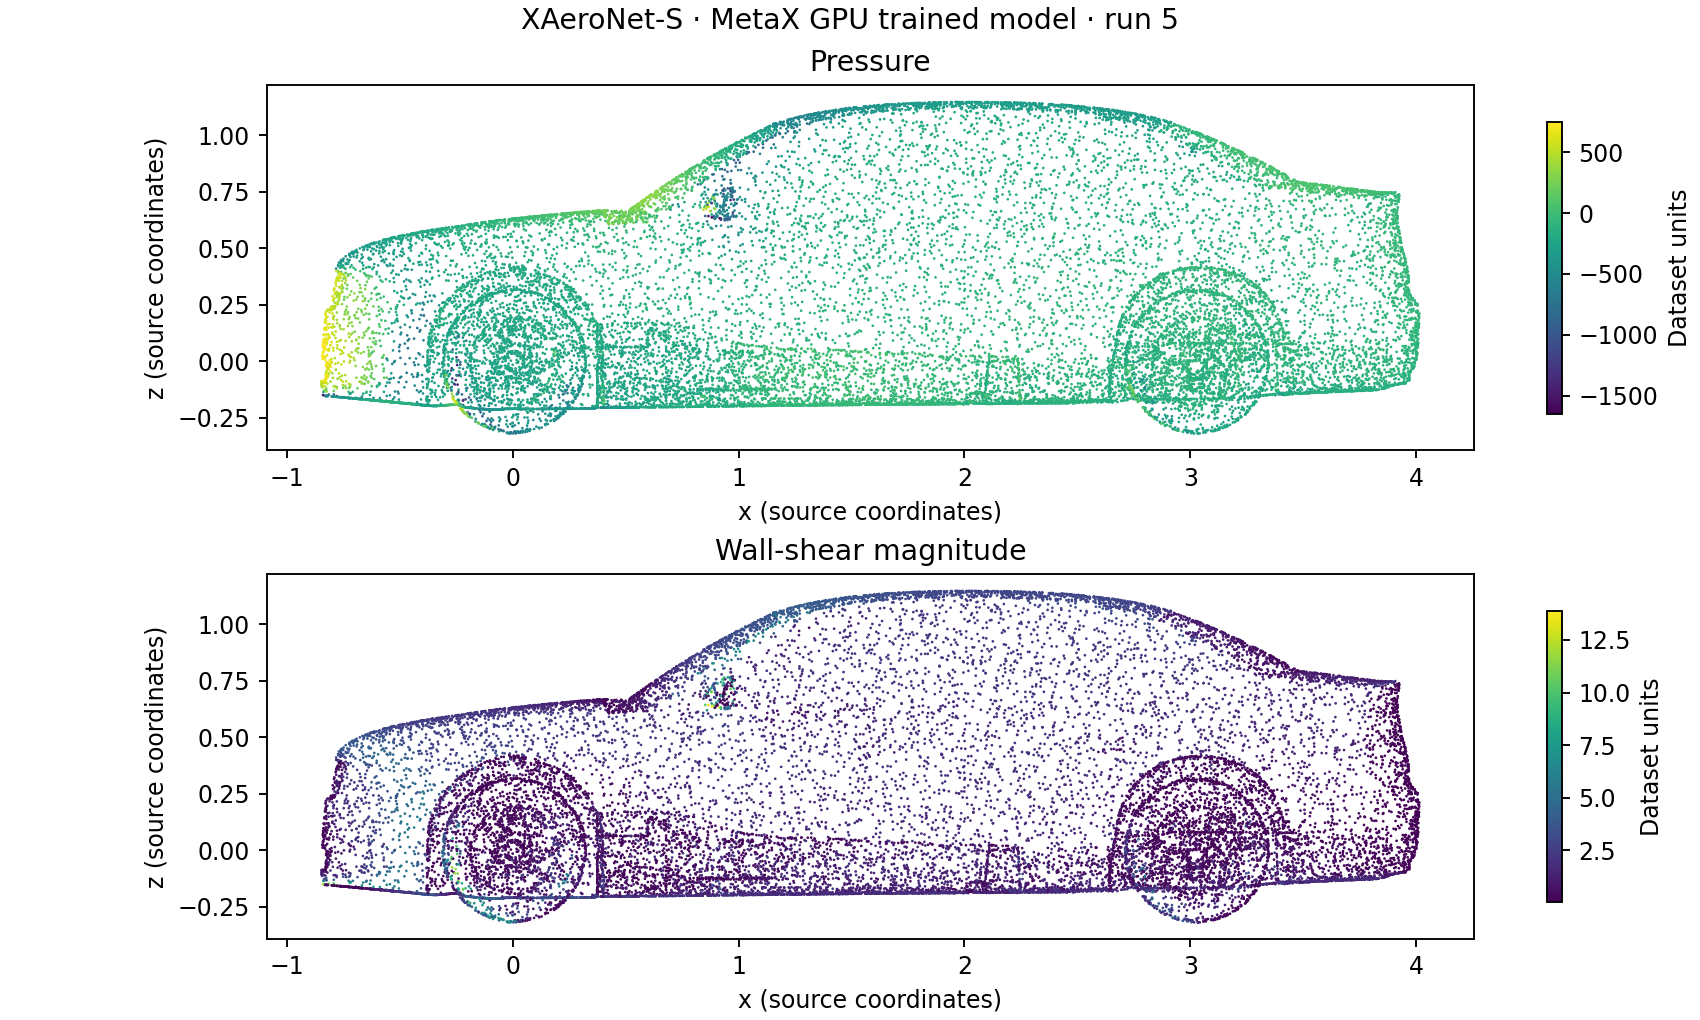 XAeroNet-S · MetaX GPU trained model · run 5
Pressure
1.00
0.75
0.50
0.25
0.00
−0.25
z (source coordinates)
−1 0 1 2 3 4
x (source coordinates)
500
0
−500
−1000
−1500
Dataset units
Wall-shear magnitude
1.00
0.75
0.50
0.25
0.00
−0.25
z (source coordinates)
−1 0 1 2 3 4
x (source coordinates)
12.5
10.0
7.5
5.0
2.5
Dataset units